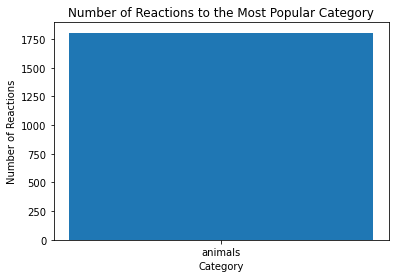 Number of Reactions to the Most Popular Category
1750
1500
1250
1000
750
500
250
0
Number of Reactions
animals
Category